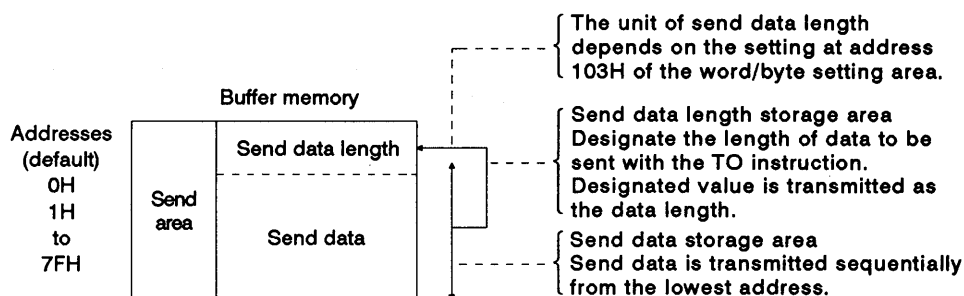 The unit of send data length
depends on the setting at address
103H of the word/byte setting area.
Buffer memory
Addresses
(default)
0H
1H
to
7FH
Send
area
Send data length
Send data
Send data length storage area
Designate the length of data to be
sent with the TO instruction.
Designated value is transmitted as
the data length.
Send data storage area
Send data is transmitted sequentially
from the lowest address.